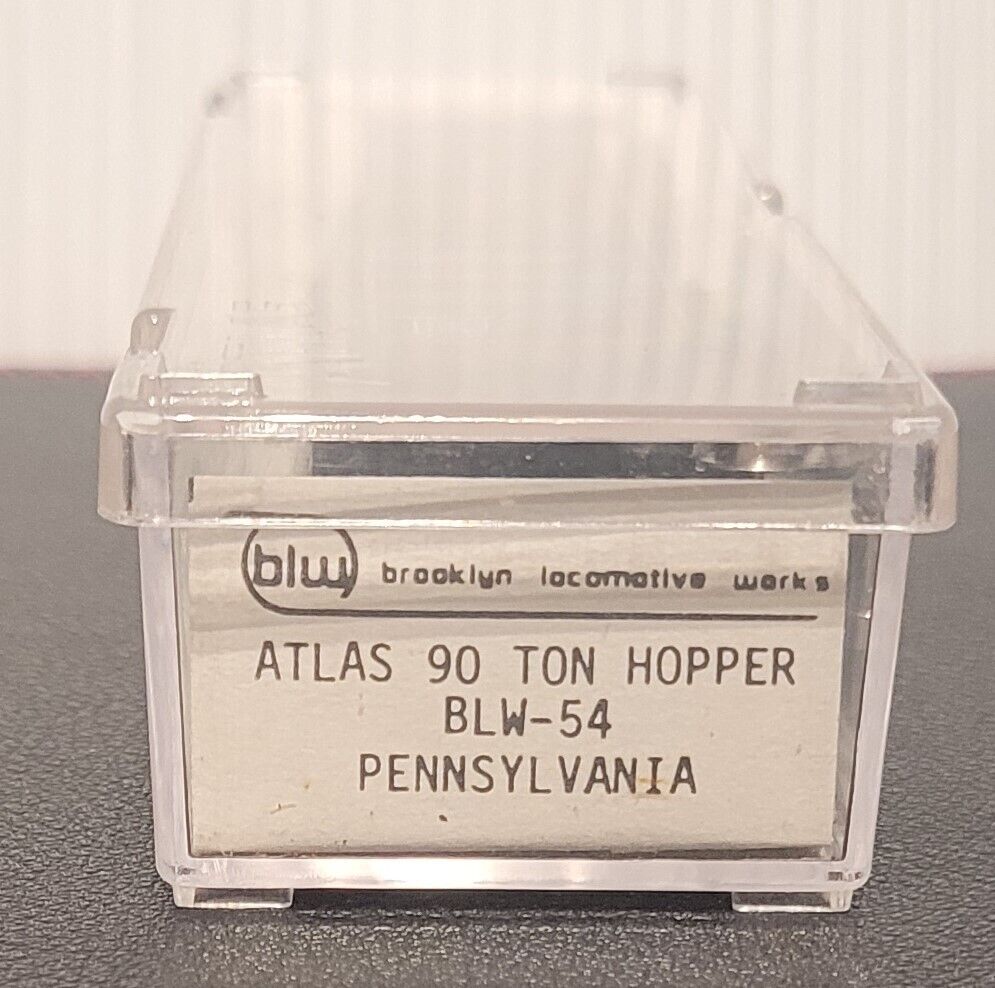 blw brooklyn locomotive works
ATLAS 90 TON HOPPER
BLW-54
PENNSYLVANIA